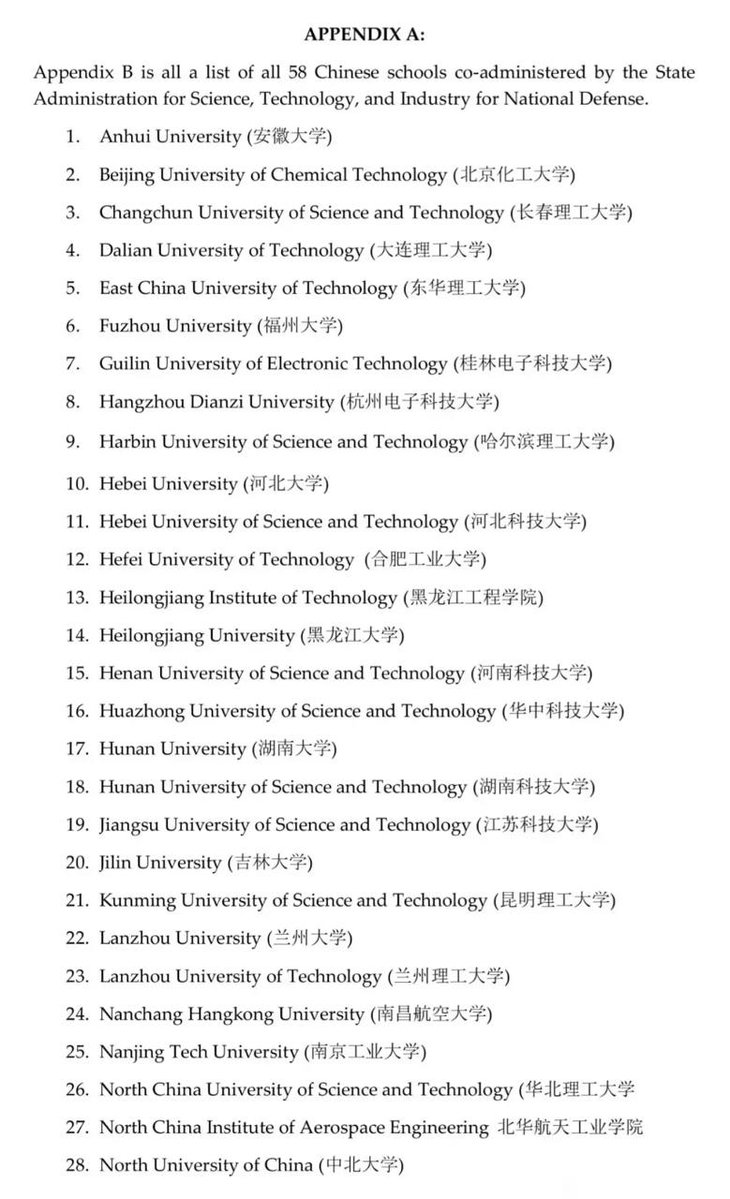 APPENDIX A:
Appendix B is all a list of all 58 Chinese schools co-administered by the State
Administration for Science, Technology, and Industry for National Defense.
1. Anhui University (安徽大学)
2. Beijing University of Chemical Technology (北京化工大学)
3. Changchun University of Science and Technology (长春理工大学)
4. Dalian University of Technology (大连理工大学)
5. East China University of Technology (东华理工大学)
6. Fuzhou University (福州大学)
7. Guilin University of Electronic Technology (桂林电子科技大学)
8. Hangzhou Dianzi University (杭州电子科技大学)
9. Harbin University of Science and Technology (哈尔滨理工大学)
10. Hebei University (河北大学)
11. Hebei University of Science and Technology (河北科技大学)
12. Hefei University of Technology (合肥工业大学)
13. Heilongjiang Institute of Technology (黑龙江工程学院)
14. Heilongjiang University (黑龙江大学)
15. Henan University of Science and Technology (河南科技大学)
16. Huazhong University of Science and Technology (华中科技大学)
17. Hunan University (湖南大学)
18. Hunan University of Science and Technology (湖南科技大学)
19. Jiangsu University of Science and Technology (江苏科技大学)
20. Jilin University (吉林大学)
21. Kunming University of Science and Technology (昆明理工大学)
22. Lanzhou University (兰州大学)
23. Lanzhou University of Technology (兰州理工大学)
24. Nanchang Hangkong University (南昌航空大学)
25. Nanjing Tech University (南京工业大学)
26. North China University of Science and Technology (华北理工大学
27. North China Institute of Aerospace Engineering 北华航天工业学院
28. North University of China (中北大学)